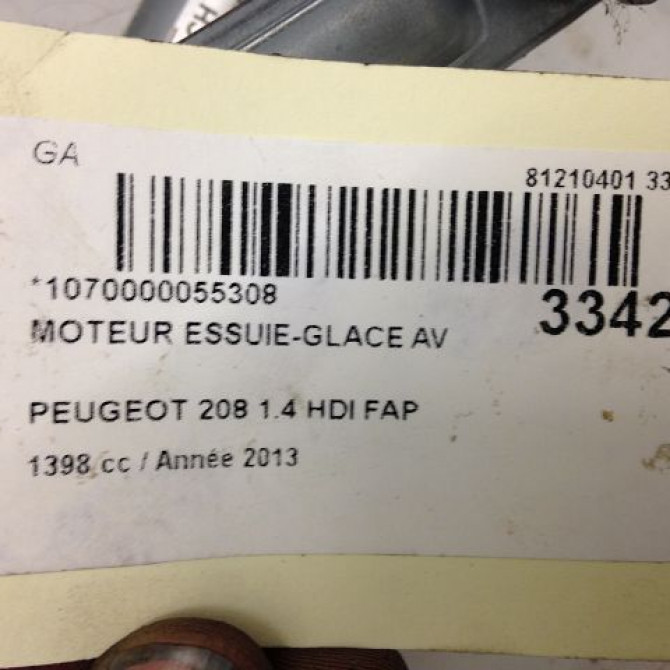 GA
81210401 33
*1070000055308
3342
MOTEUR ESSUIE-GLACE AV
PEUGEOT 208 1.4 HDI FAP
1398 cc / Année 2013